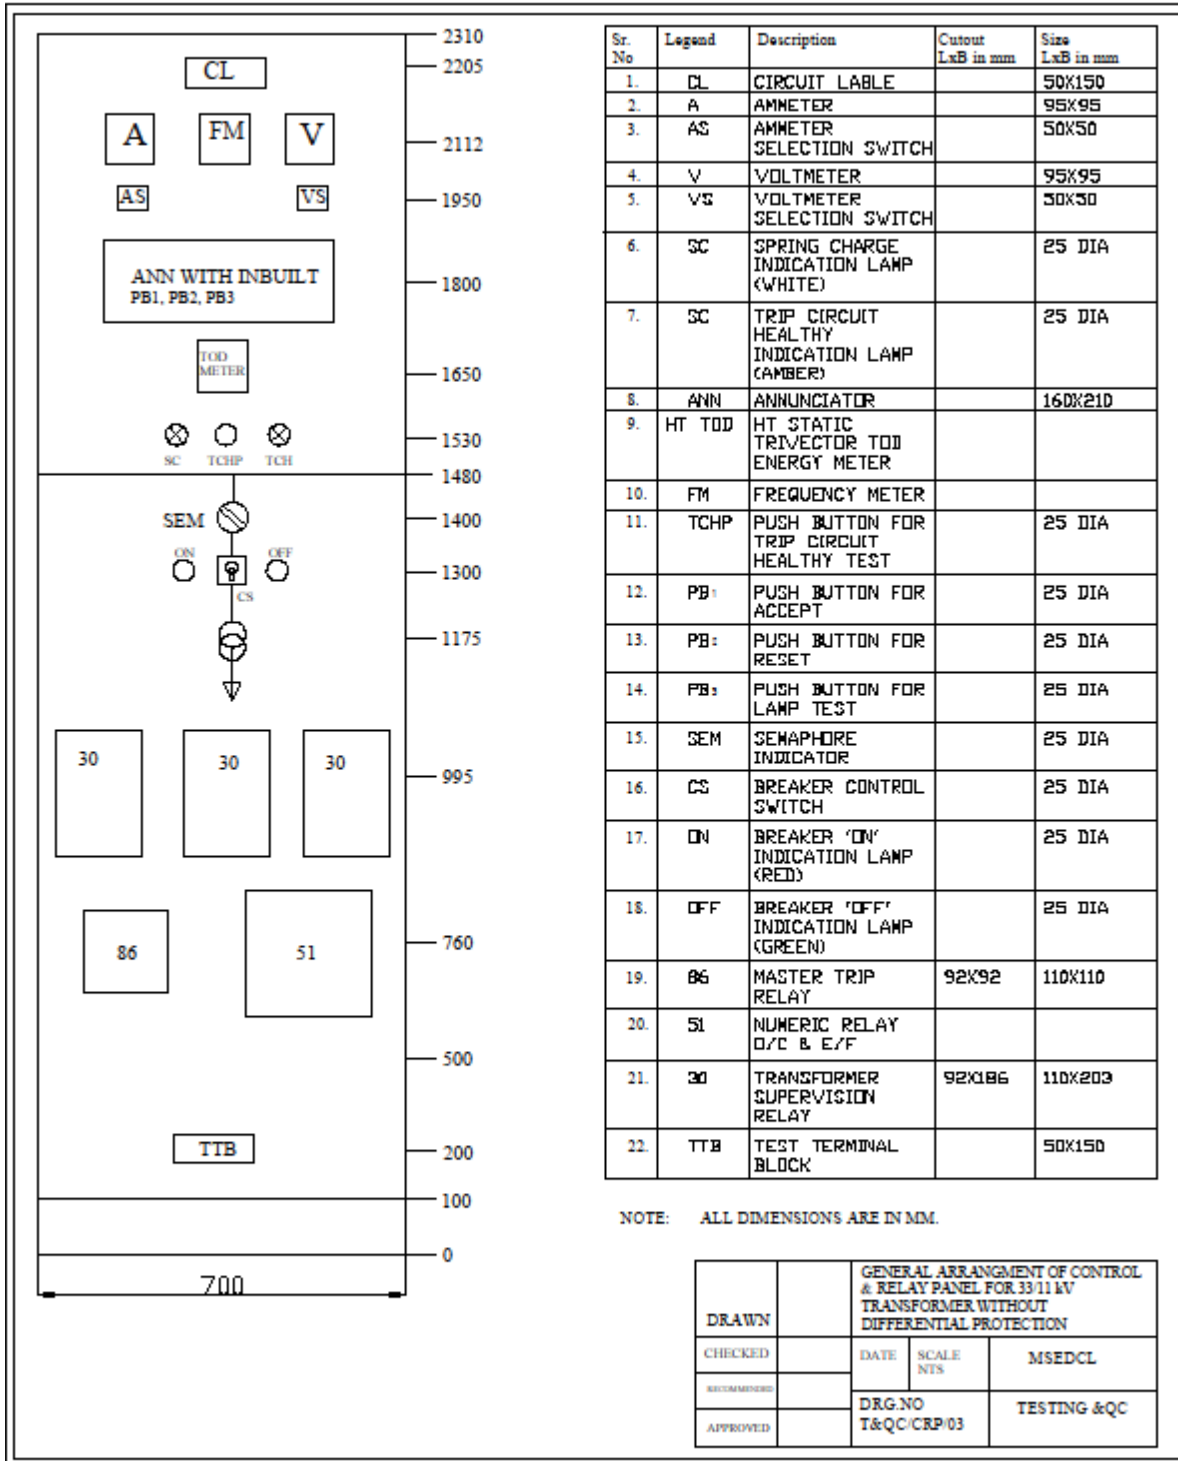 CL
A
FM
V
AS
VS
ANN WITH INBUILT
PB1, PB2, PB3
TOD
METER
SC
TCHP
TCH
SEM
ON
OFF
CS
30
30
30
86
51
TTB
2310
2205
2112
1950
1800
1650
1530
1480
1400
1300
1175
995
760
500
200
100
0
700
Sr. No Legend Description Cutout LxB in mm Size LxB in mm
1. CL CIRCUIT LABLE 50X150
2. A AMMETER 95X95
3. AS AMMETER 50X50
SELECTION SWITCH
4. V VOLTMETER 95X95
5. VS VOLTMETER 50X50
SELECTION SWITCH
6. SC SPRING CHARGE 25 DIA
INDICATION LAMP
(WHITE)
7. SC TRIP CIRCUIT 25 DIA
HEALTHY
INDICATION LAMP
(AMBER)
8. ANN ANNUNCIATOR 160X210
9. HT TOD HT STATIC
TRIVECTOR TOD
ENERGY METER
10. FM FREQUENCY METER
11. TCHP PUSH BUTTON FOR 25 DIA
TRIP CIRCUIT
HEALTHY TEST
12. PB1 PUSH BUTTON FOR 25 DIA
ACCEPT
13. PB2 PUSH BUTTON FOR 25 DIA
RESET
14. PB3 PUSH BUTTON FOR 25 DIA
LAMP TEST
15. SEM SEMAPHORE 25 DIA
INDICATOR
16. CS BREAKER CONTROL 25 DIA
SWITCH
17. ON BREAKER 'ON' 25 DIA
INDICATION LAMP
(RED)
18. OFF BREAKER 'OFF' 25 DIA
INDICATION LAMP
(GREEN)
19. 86 MASTER TRIP 92X92 110X110
RELAY
20. 51 NUMERIC RELAY
O/C & E/F
21. 30 TRANSFORMER 92X186 110X203
SUPERVISION
RELAY
22. TTB TEST TERMINAL 50X150
BLOCK
NOTE: ALL DIMENSIONS ARE IN MM.
GENERAL ARRANGMENT OF CONTROL
& RELAY PANEL FOR 33/11 kV
TRANSFORMER WITHOUT
DIFFERENTIAL PROTECTION
DRAWN
CHECKED
RECOMMENDED
APPROVED
DATE
SCALE
NTS
MSEDCL
DRG.NO
T&QC/CRP/03
TESTING &QC